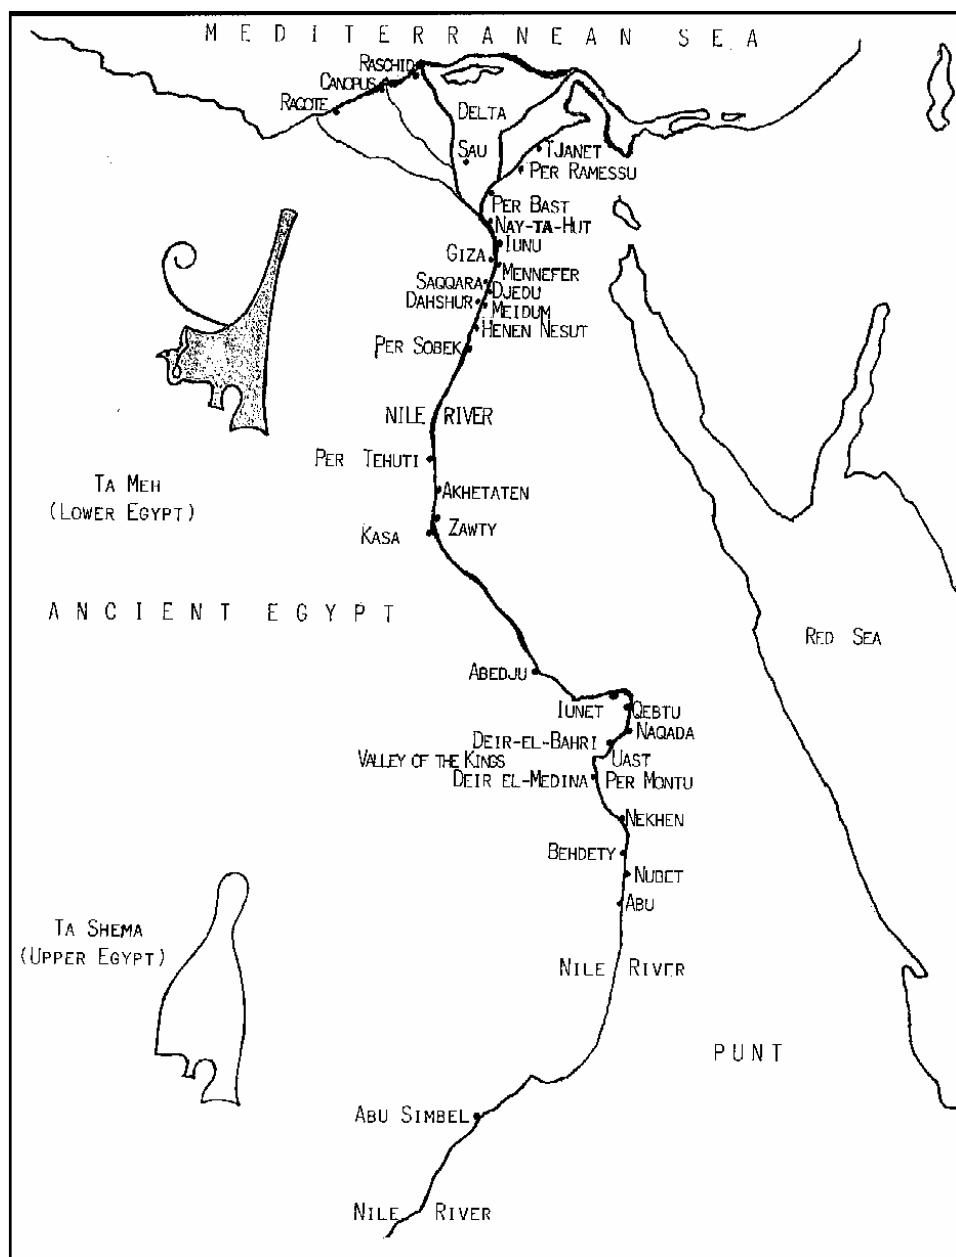 MEDITERRANEAN SEA
RASCHID
CANOPUS
RAGOTE
DELTA
SAU
TJANET
PER RAMESSU
PER BAST
NAY-TA-HUT
IUNU
GIZA
MENNEFER
SAQQARA
DJEDU
DAHSHUR
MEIDUM
HENEN NESUT
PER SOBEK
NILE RIVER
PER TEHUTI
TA MEH
(LOWER EGYPT)
AKHETATEN
ZAWTY
KASA
ANCIENT EGYPT
RED SEA
ABEDJU
IUNET
QEBTU
NAQADA
DEIR-EL-BAHRI
VALLEY OF THE KINGS
UAST
DEIR EL-MEDINA
PER MONTU
NEKHEN
BEHDETY
NUBET
ABU
TA SHEMA
(UPPER EGYPT)
NILE RIVER
PUNT
ABU SIMBEL
NILE RIVER